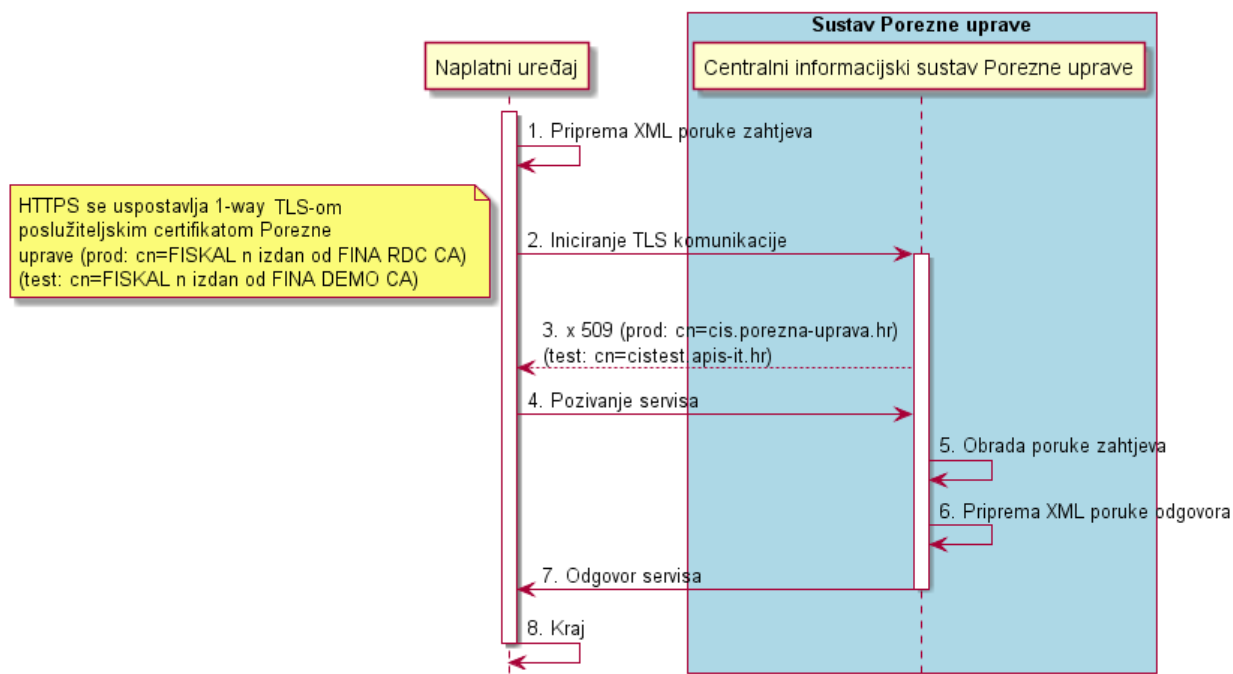 Sustav Porezne uprave
Naplatni uređaj
Centralni informacijski sustav Porezne uprave
1. Priprema XML poruke zahtjeva
HTTPS se uspostavlja 1-way TLS-om
poslužiteljskim certifikatom Porezne
uprave (prod: cn=FISKAL n izdan od FINA RDC CA)
(test: cn=FISKAL n izdan od FINA DEMO CA)
2. Iniciranje TLS komunikacije
3. x 509 (prod: cn=cis.porezna-uprava.hr)
(test: cn=cistest.apis-it.hr)
4. Pozivanje servisa
5. Obrada poruke zahtjeva
6. Priprema XML poruke odgovora
7. Odgovor servisa
8. Kraj